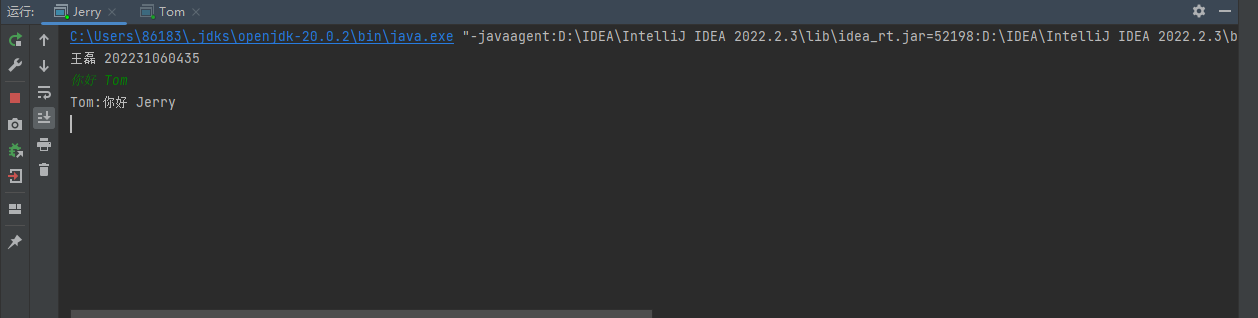 运行: Jerry Tom
C:\Users\86183\.jdks\openjdk-20.0.2\bin\java.exe "-javaagent:D:\IDEA\IntelliJ IDEA 2022.2.3\lib\idea_rt.jar=52198:D:\IDEA\IntelliJ IDEA 2022.2.3\b
王磊 202231060435
你好 Tom
Tom:你好 Jerry